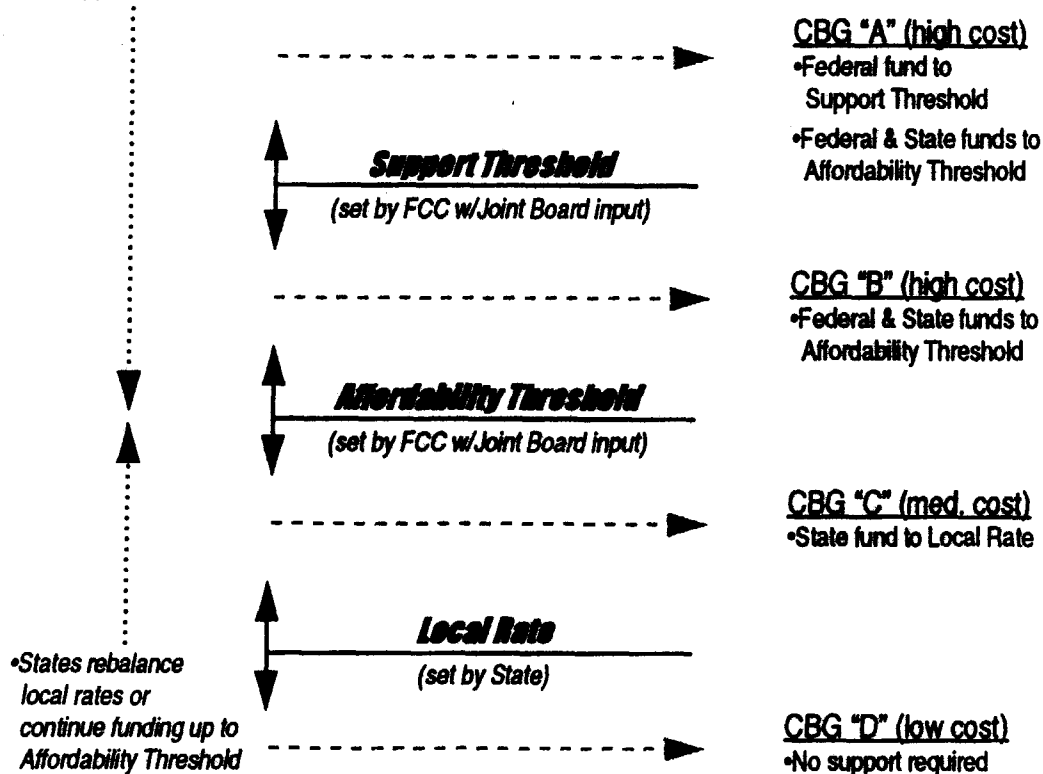 CBG "A" (high cost)
•Federal fund to
Support Threshold
•Federal & State funds to
Affordability Threshold
Support Threshold
(set by FCC w/Joint Board input)
CBG "B" (high cost)
•Federal & State funds to
Affordability Threshold
Affordability Threshold
(set by FCC w/Joint Board input)
CBG "C" (med. cost)
•State fund to Local Rate
Local Rate
(set by State)
•States rebalance
local rates or
continue funding up to
Affordability Threshold
CBG "D" (low cost)
•No support required